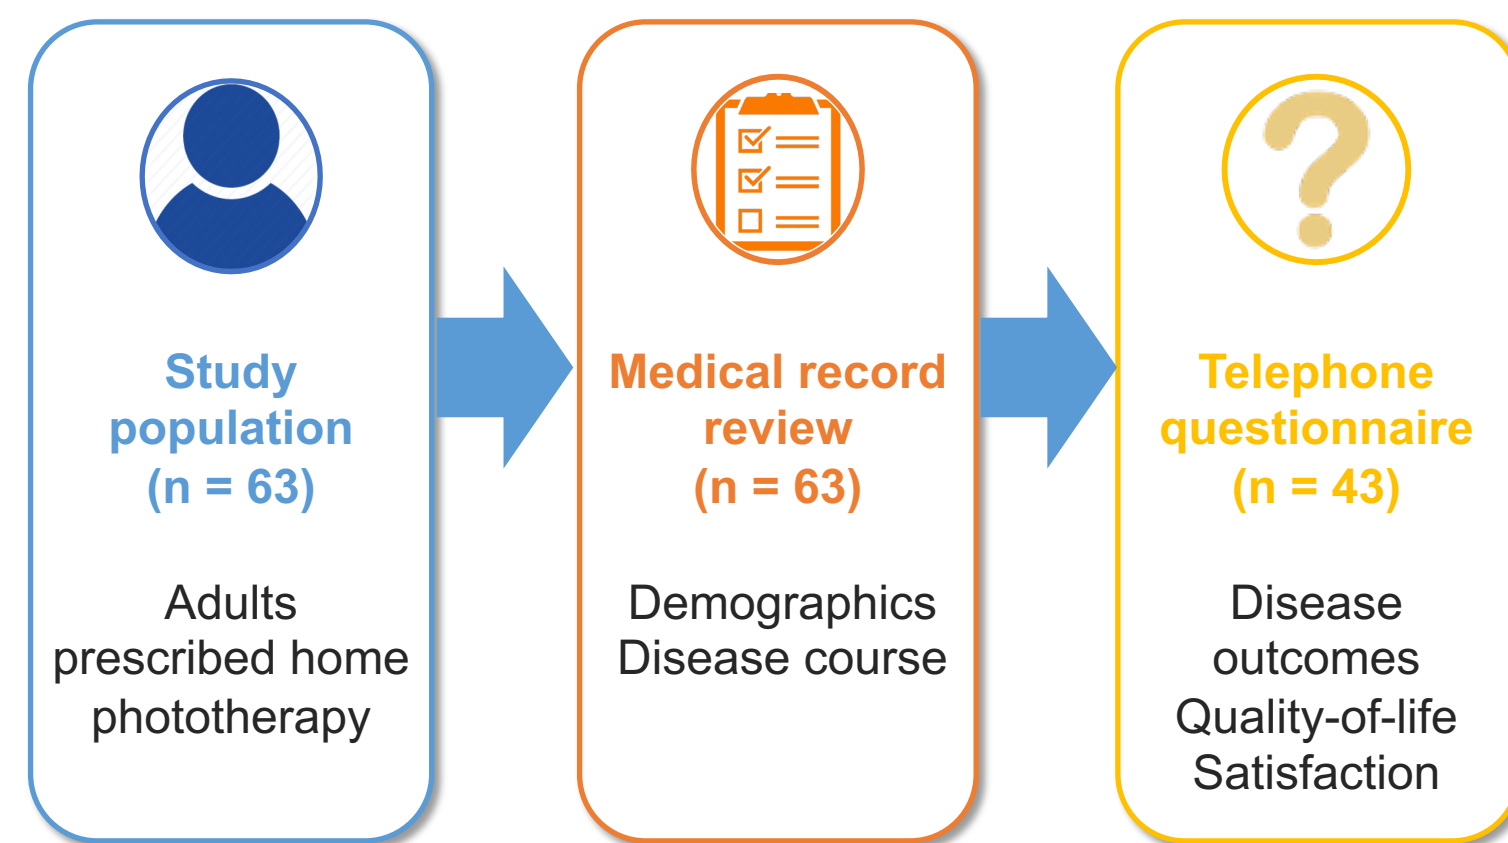 Study
population
(n = 63)
Adults
prescribed home
phototherapy
Medical record
review
(n = 63)
Demographics
Disease course
Telephone
questionnaire
(n = 43)
Disease
outcomes
Quality-of-life
Satisfaction